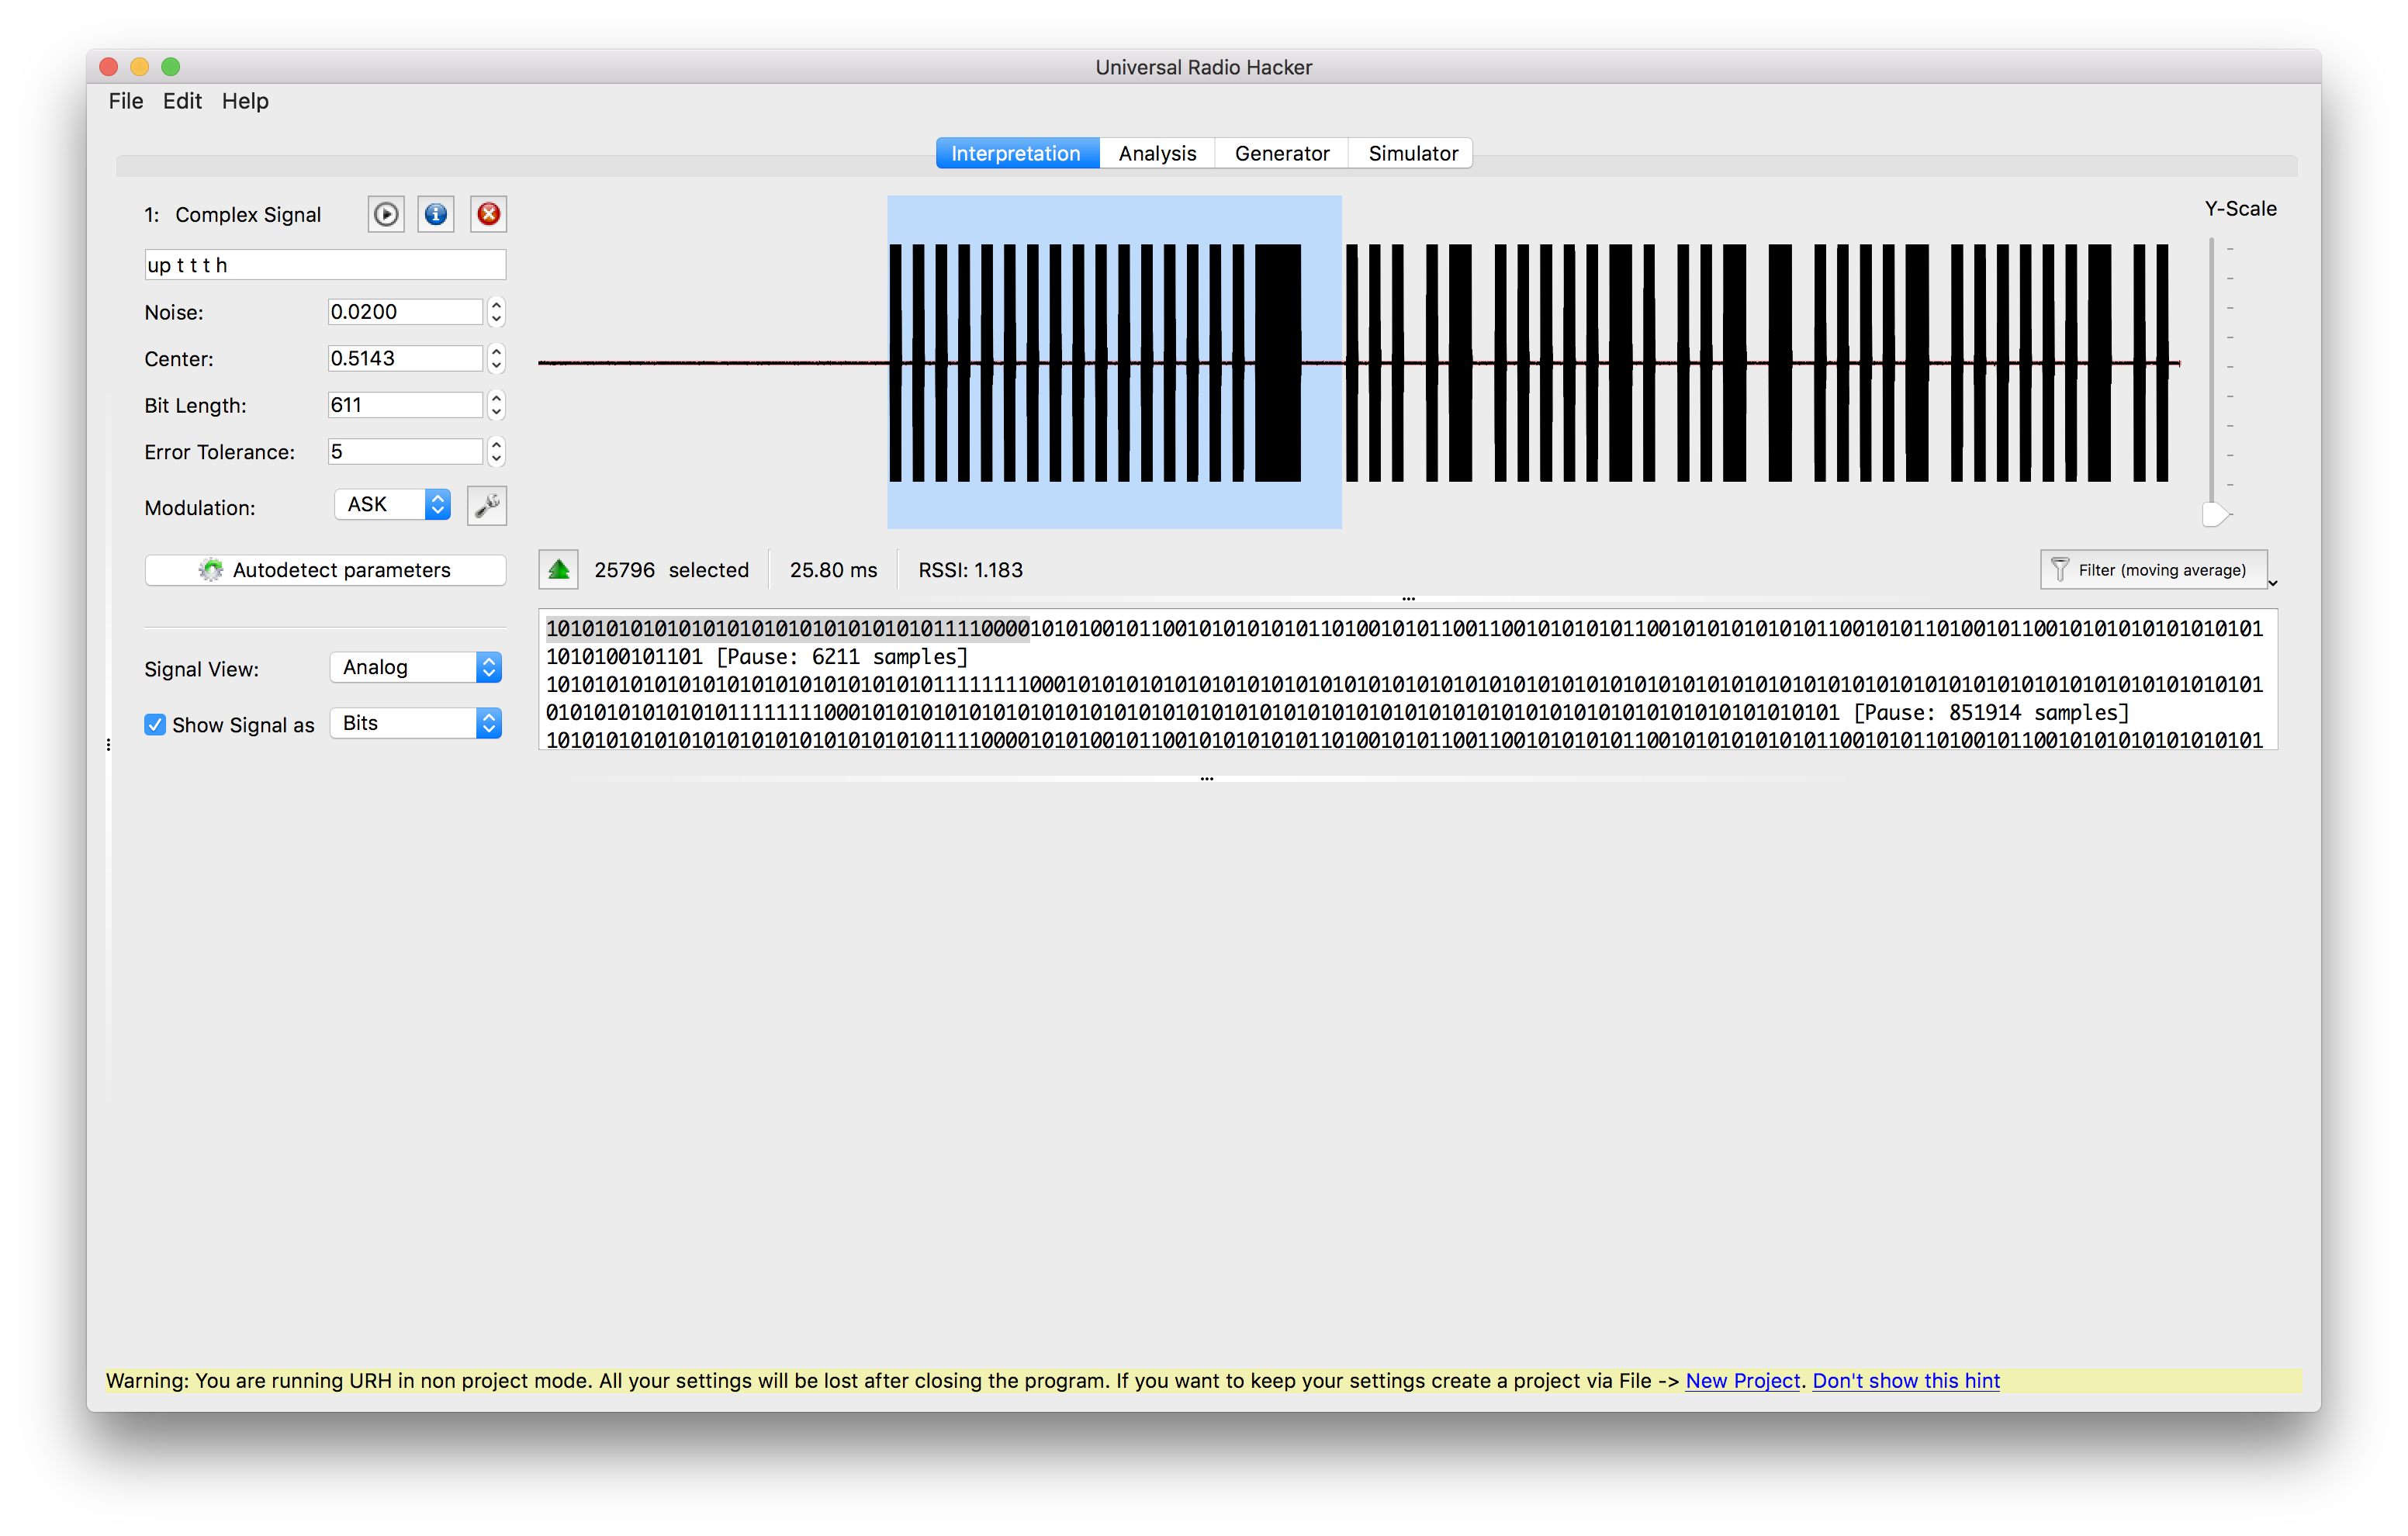 Universal Radio Hacker
File Edit Help
Interpretation Analysis Generator Simulator
1: Complex Signal
Y-Scale
up t t t h
Noise: 0.0200
Center: 0.5143
Bit Length: 611
Error Tolerance: 5
Modulation: ASK
Autodetect parameters
25796 selected 25.80 ms RSSI: 1.183
Filter (moving average)
1010101010101010101010101010101011110000101010010110010101010101101001010110011001010101011001010101010101100101011010010110010101010101010101
1010100101101 [Pause: 6211 samples]
1010101010101010101010101010101011111111000101010101010101010101010101010101010101010101010101010101010101010101010101010101010101010101010101
01010101010101011111111000101010101010101010101010101010101010101010101010101010101010101010101010101010101 [Pause: 851914 samples]
1010101010101010101010101010101011110000101010010110010101010101101001010110011001010101011001010101010101100101011010010110010101010101010101
Signal View: Analog
Show Signal as Bits
Warning: You are running URH in non project mode. All your settings will be lost after closing the program. If you want to keep your settings create a project via File -> New Project. Don't show this hint